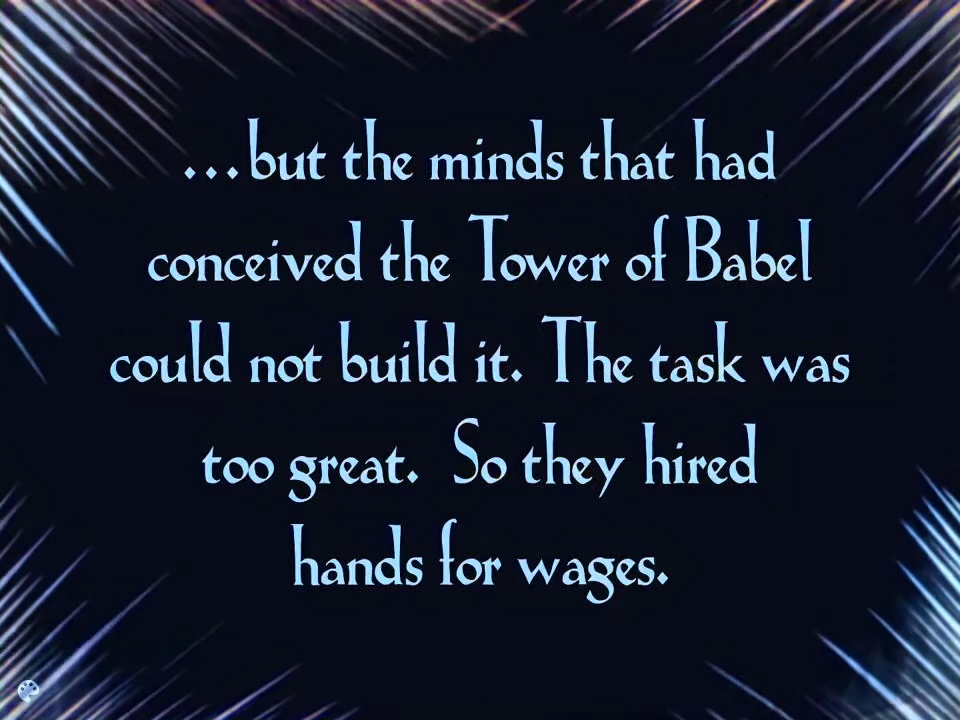 ...but the minds that had
conceived the Tower of Babel
could not build it. The task was
too great.  So they hired
hands for wages.